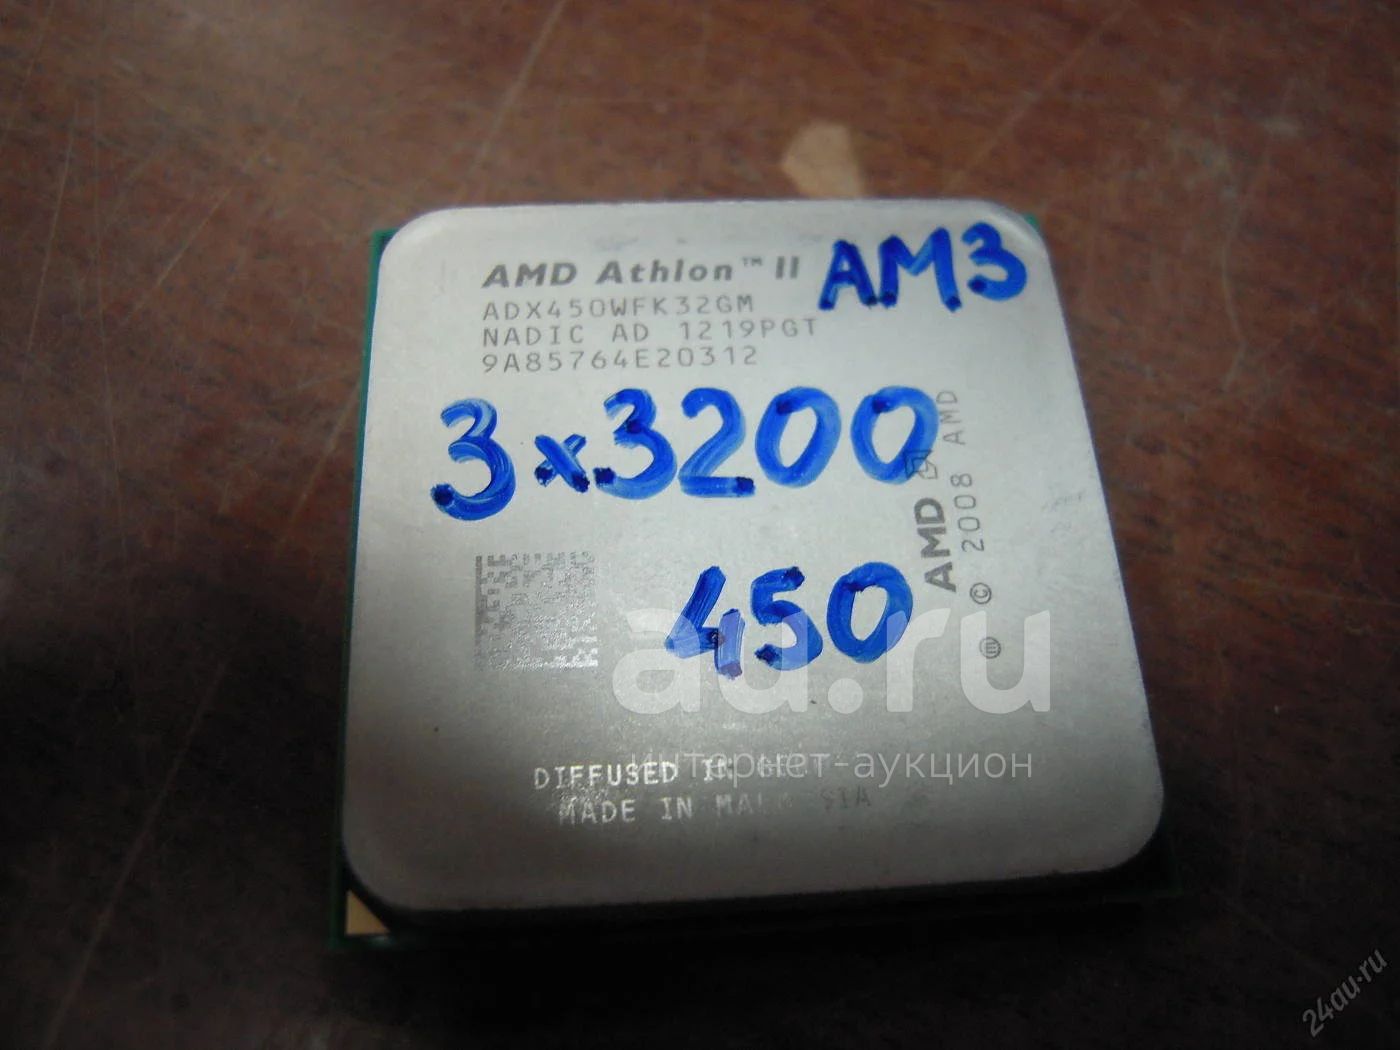 AMD Athlon™ II
AM3
ADX450WFK32GM
NADIC AD 1219PGT
9A85764E20312
3x3200
450
AMD
© 2008 AMD
au.ru
интернет-аукцион
DIFFUSED IN
MADE IN MALAYSIA
24au.ru